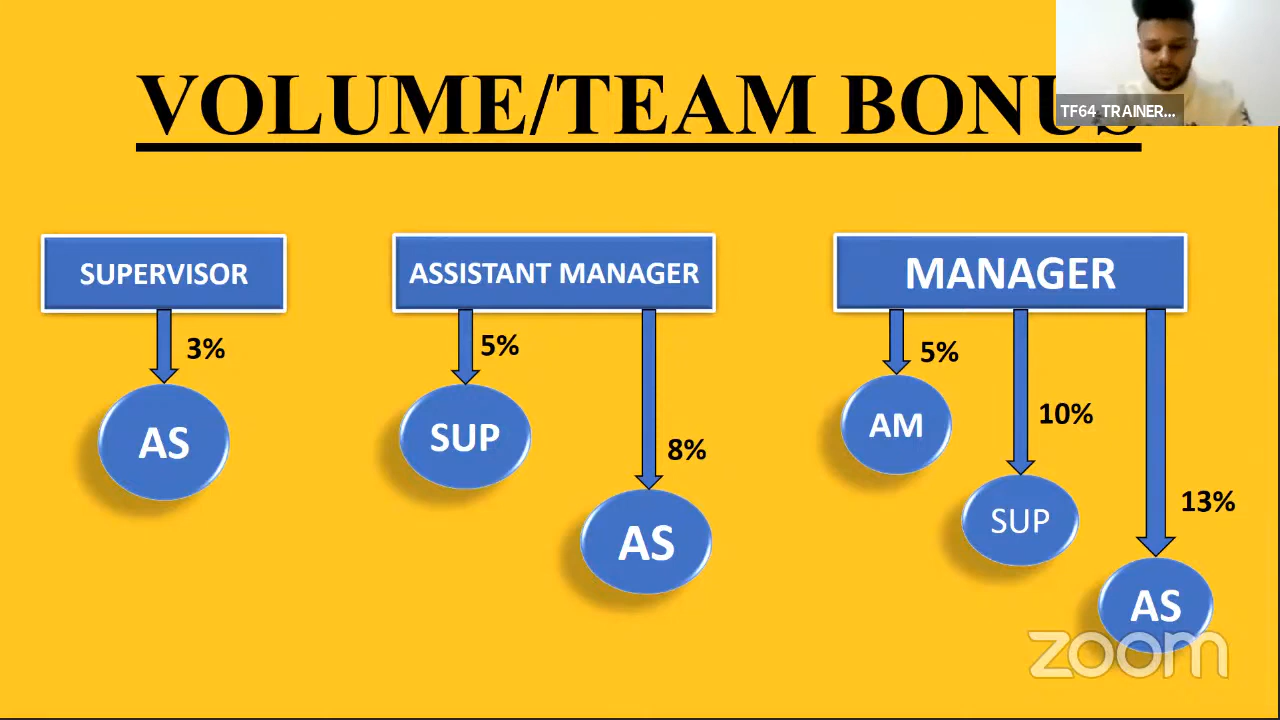 VOLUME/TEAM BONUS
TF64 TRAINER...
SUPERVISOR
3%
AS
ASSISTANT MANAGER
5%
SUP
8%
AS
MANAGER
5%
AM
10%
SUP
13%
AS
zoom